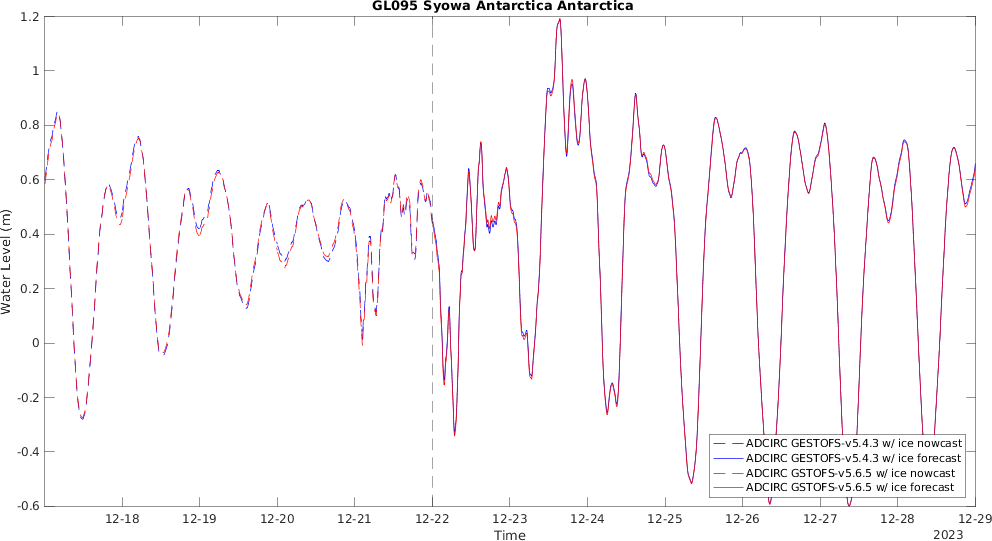 GL095 Syowa Antarctica Antarctica
Water Level (m)
1.2
1
0.8
0.6
0.4
0.2
0
-0.2
-0.4
-0.6
ADCIRC GESTOFS-v5.4.3 w/ ice nowcast
ADCIRC GESTOFS-v5.4.3 w/ ice forecast
ADCIRC GSTOFS-v5.6.5 w/ ice nowcast
ADCIRC GSTOFS-v5.6.5 w/ ice forecast
12-18 12-19 12-20 12-21 12-22 12-23 12-24 12-25 12-26 12-27 12-28 12-29
Time
2023